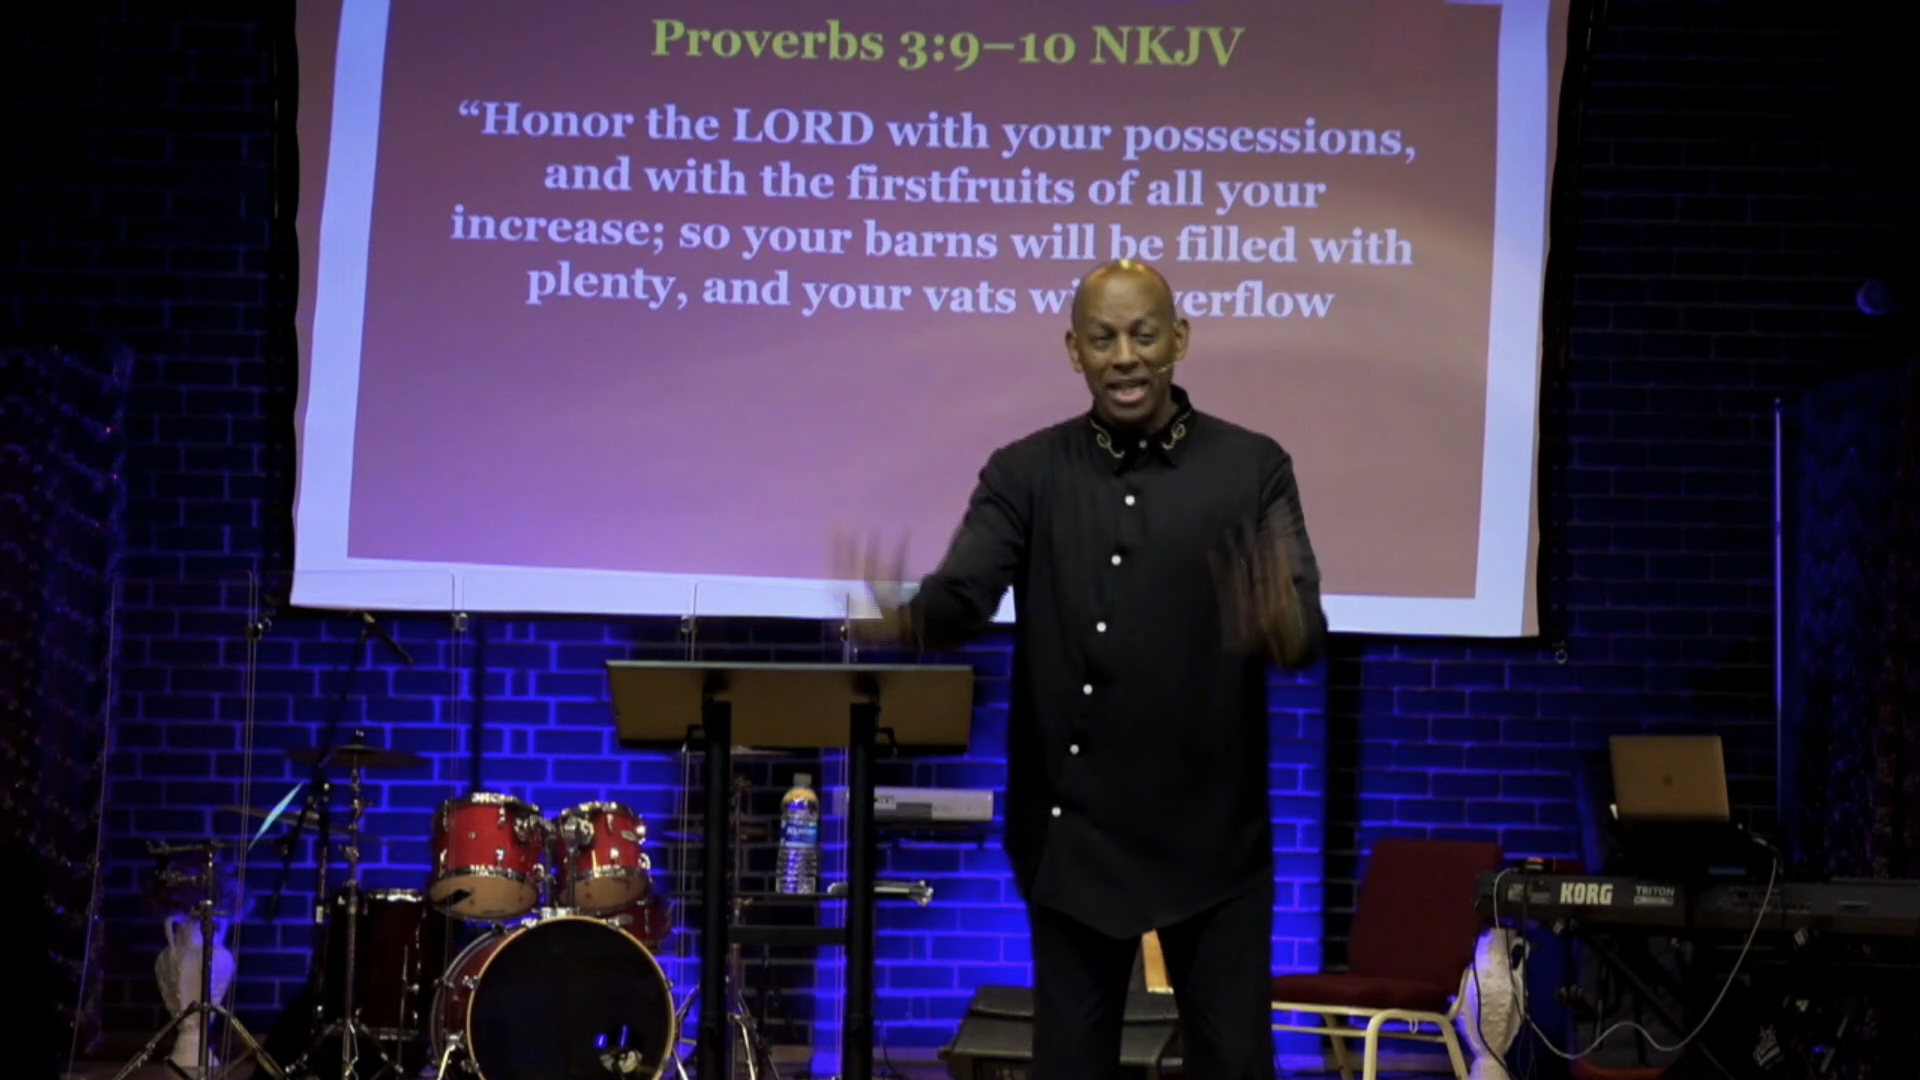 Proverbs 3:9–10 NKJV
“Honor the LORD with your possessions,
and with the firstfruits of all your
increase; so your barns will be filled with
plenty, and your vats overflow
KORG
TRITON